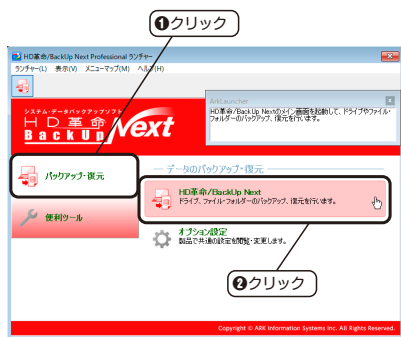 ❶クリック
HD革命/BackUp Next Professional ランチャー
ランチャー(L) 表示(V) メニューマップ(M) ヘルプ(H)
ArkLauncher
HD革命/BackUp Nextのメイン画面を起動して、ドライブやファイル・
フォルダーのバックアップ、復元を行います。
システム・データバックアップソフト
HD革命
BackUp Next
データのバックアップ・復元
バックアップ・復元
HD革命/BackUp Next
ドライブ、ファイル・フォルダーのバックアップ、復元を行います。
便利ツール
オプション設定
製品で共通の設定を閲覧・変更します。
❷クリック
Copyright © ARK Information Systems Inc. All Rights Reserved.